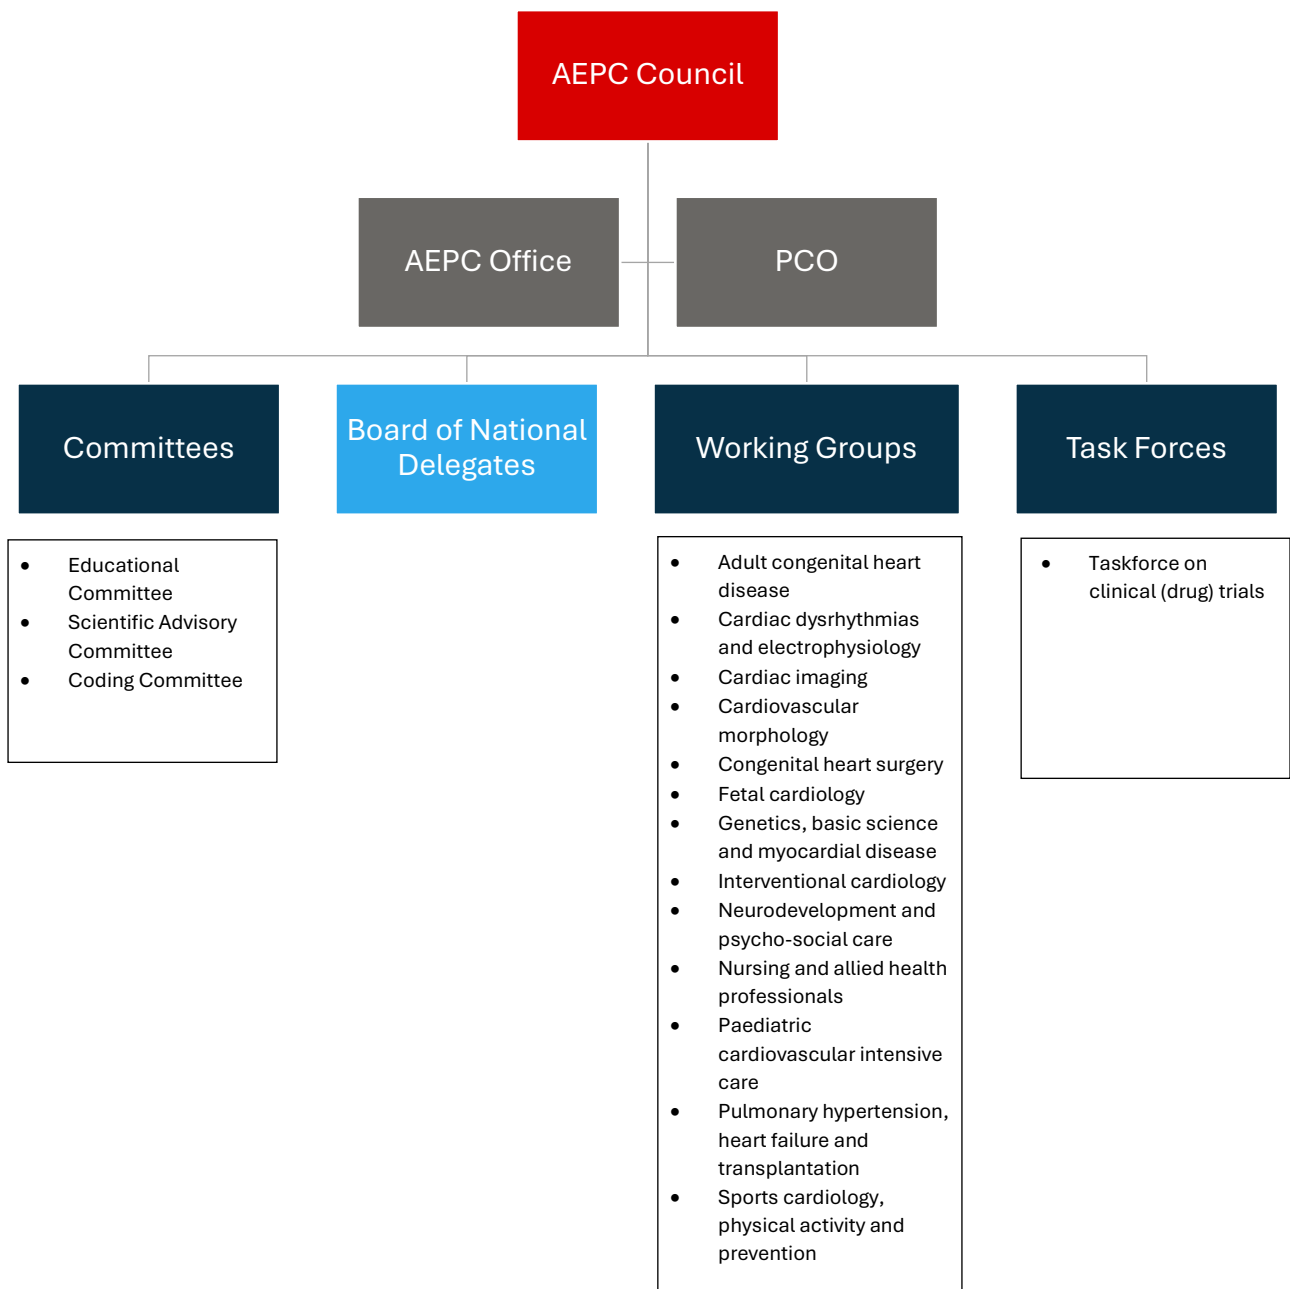 AEPC Council
AEPC Office
PCO
Committees
Board of National
Delegates
Working Groups
Task Forces
• Educational
Committee
• Scientific Advisory
Committee
• Coding Committee
• Adult congenital heart
disease
• Cardiac dysrhythmias
and electrophysiology
• Cardiac imaging
• Cardiovascular
morphology
• Congenital heart surgery
• Fetal cardiology
• Genetics, basic science
and myocardial disease
• Interventional cardiology
• Neurodevelopment and
psycho-social care
• Nursing and allied health
professionals
• Paediatric
cardiovascular intensive
care
• Pulmonary hypertension,
heart failure and
transplantation
• Sports cardiology,
physical activity and
prevention
• Taskforce on
clinical (drug) trials